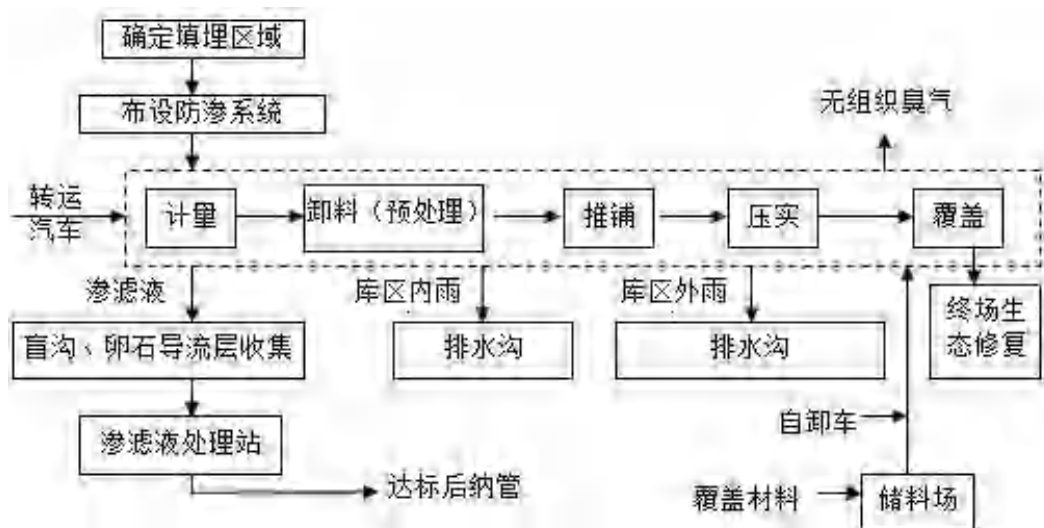 确定填埋区域
布设防渗系统
无组织臭气
转运
汽车
计量
卸料（预处理）
推铺
压实
覆盖
渗滤液
库区内雨
库区外雨
盲沟、卵石导流层收集
排水沟
排水沟
终场生
态修复
渗滤液处理站
自卸车
达标后纳管
覆盖材料
储料场